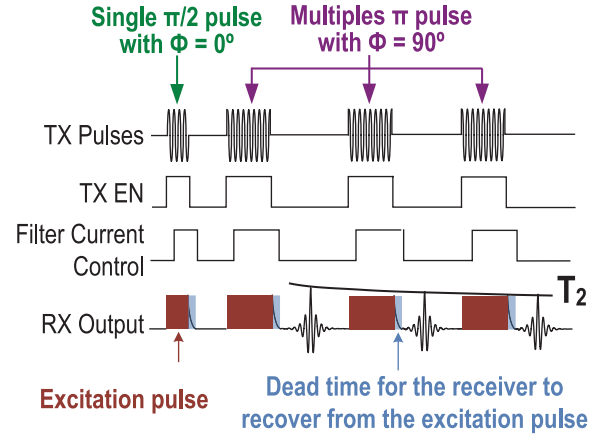 Single π/2 pulse
with Φ = 0º
Multiples π pulse
with Φ = 90º
TX Pulses
TX EN
Filter Current
Control
RX Output
T2
Excitation pulse
Dead time for the receiver to
recover from the excitation pulse